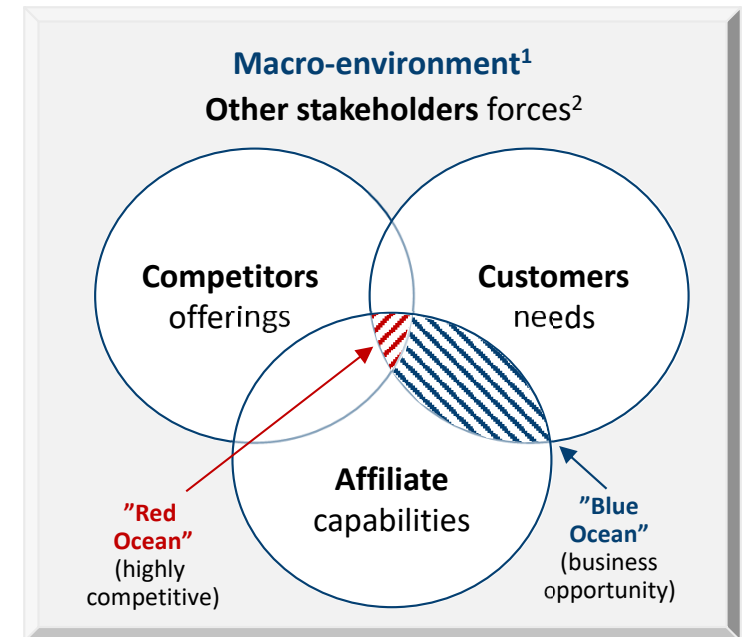 Macro-environment¹
Other stakeholders forces²
Competitors
offerings
Customers
needs
Affiliate
capabilities
”Red
Ocean”
(highly
competitive)
”Blue
Ocean”
(business
opportunity)